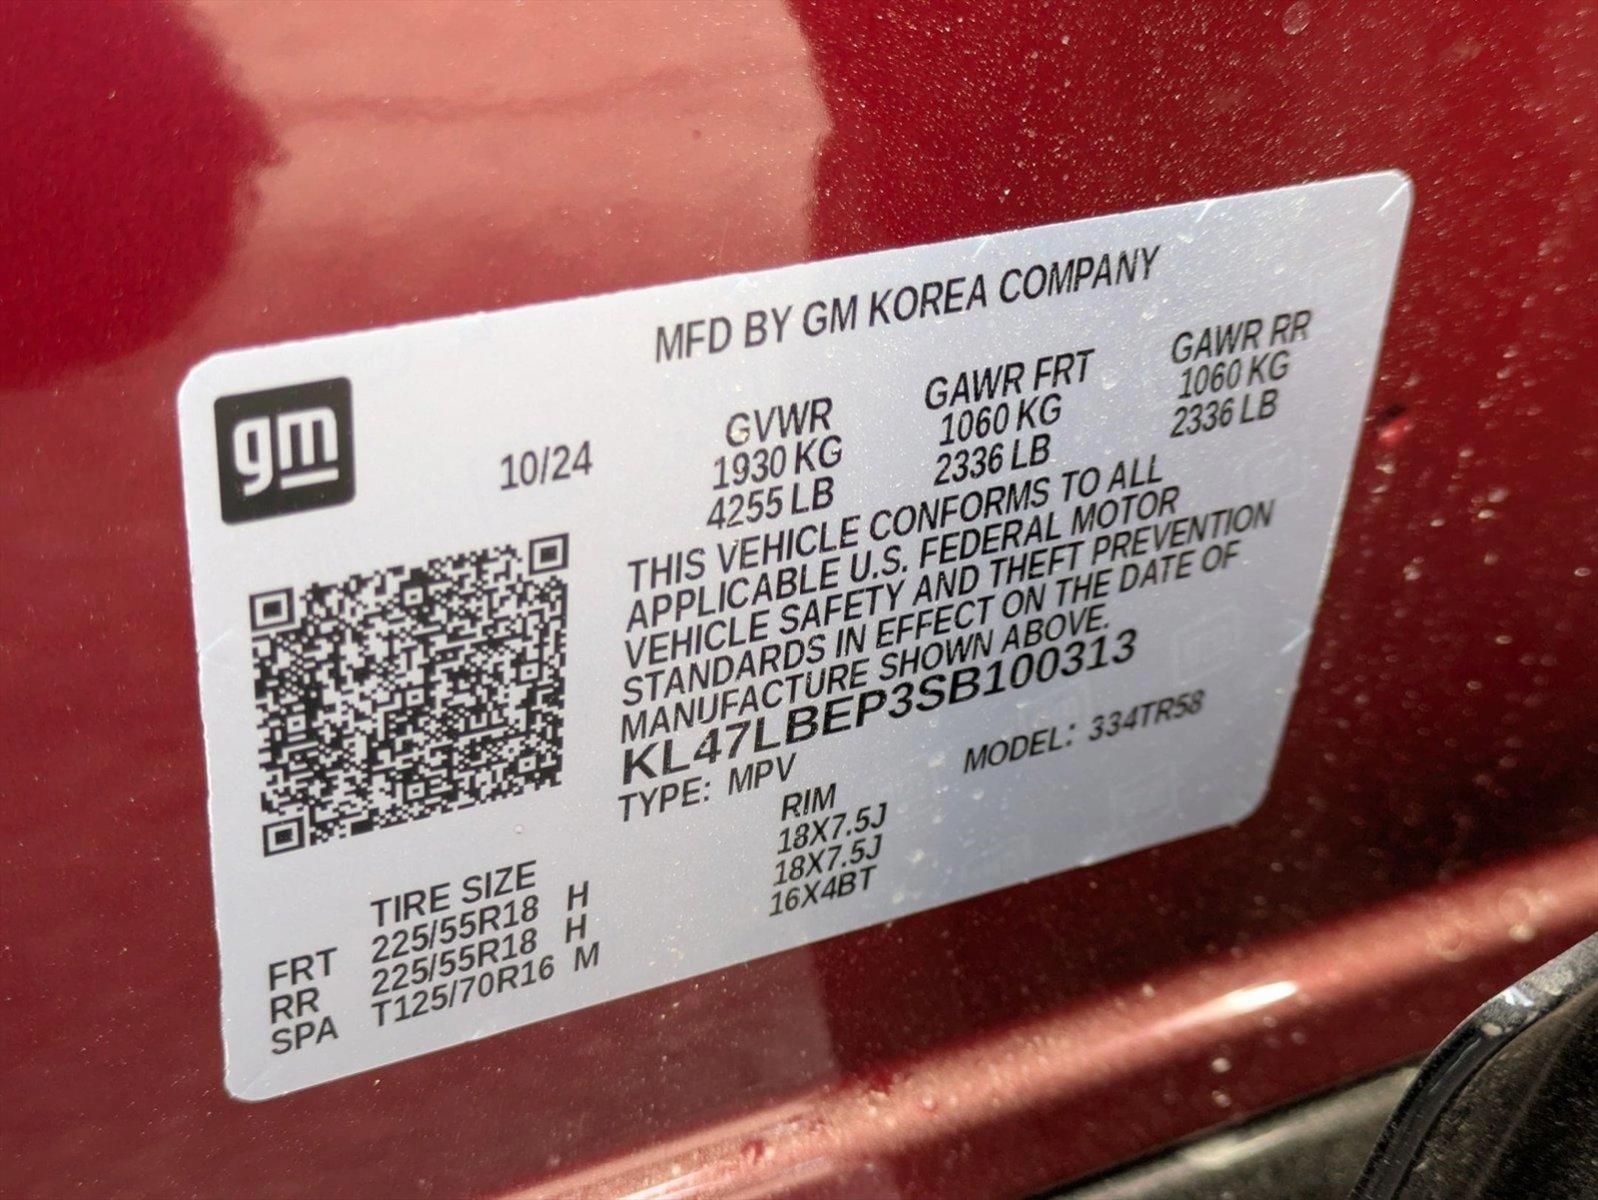 MFD BY GM KOREA COMPANY
gm
10/24
GVWR GAWR FRT GAWR RR
1930 KG 1060 KG 1060 KG
4255 LB 2336 LB 2336 LB
THIS VEHICLE CONFORMS TO ALL
APPLICABLE U.S. FEDERAL MOTOR
VEHICLE SAFETY AND THEFT PREVENTION
STANDARDS IN EFFECT ON THE DATE OF
MANUFACTURE SHOWN ABOVE.
KL47LBEP3SB100313
TYPE: MPV MODEL: 334TR58
TIRE SIZE RIM
FRT 225/55R18 H 18X7.5J
RR 225/55R18 H 18X7.5J
SPA T125/70R16 M 16X4BT